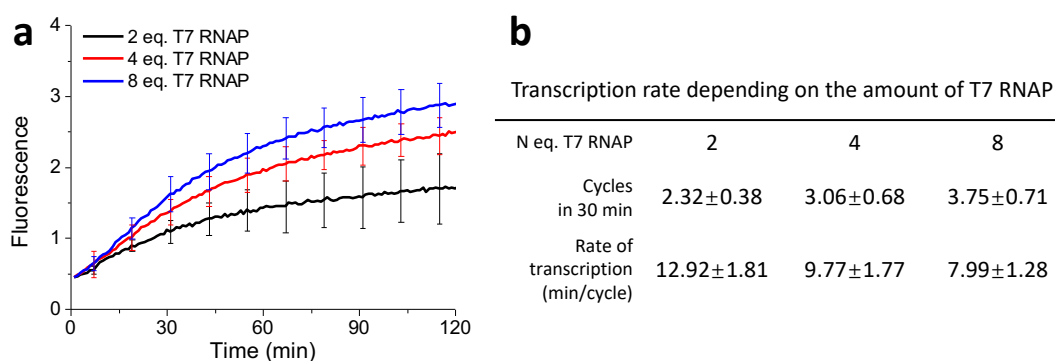 a
4
3
2
1
0
Fluorescence
2 eq. T7 RNAP
4 eq. T7 RNAP
8 eq. T7 RNAP
0 30 60 90 120
Time (min)
b
Transcription rate depending on the amount of T7 RNAP
N eq. T7 RNAP 2 4 8
Cycles
in 30 min
2.32±0.38 3.06±0.68 3.75±0.71
Rate of
transcription
(min/cycle)
12.92±1.81 9.77±1.77 7.99±1.28